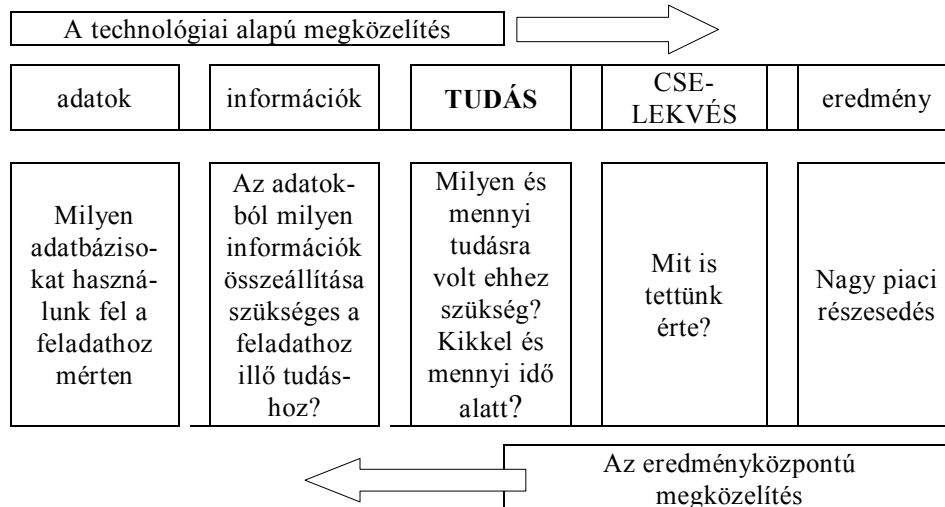 A technológiai alapú megközelítés
adatok
információk
TUDÁS
CSE-
LEKVÉS
eredmény
Milyen
adatbáziso-
kat haszná-
lunk fel a
feladathoz
mérten
Az adatok-
ból milyen
információk
összeállítása
szükséges a
feladathoz
illő tudás-
hoz?
Milyen és
mennyi
tudásra
volt ehhez
szükség?
Kikkel és
mennyi idő
alatt?
Mit is
tettünk
érte?
Nagy piaci
részesedés
Az eredményközpontú
megközelítés